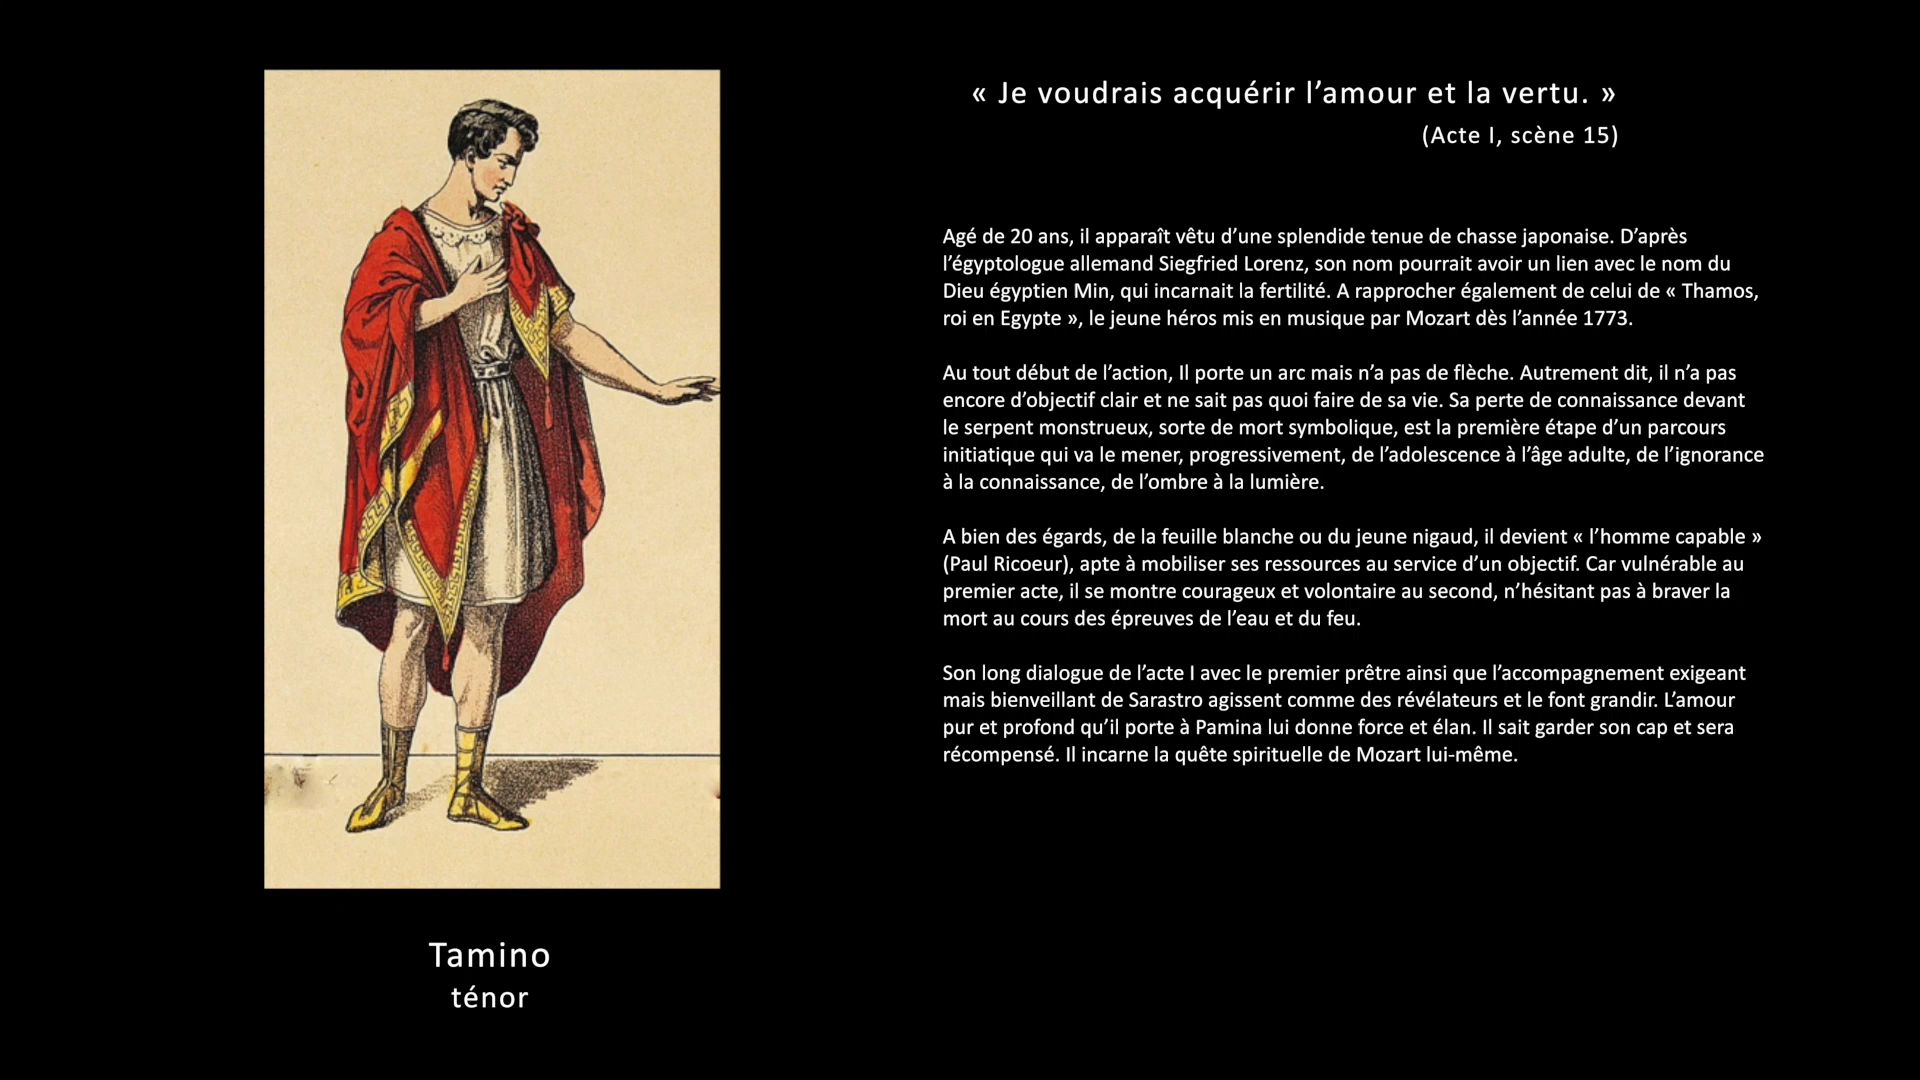 « Je voudrais acquérir l’amour et la vertu. »
(Acte I, scène 15)
Agé de 20 ans, il apparaît vêtu d’une splendide tenue de chasse japonaise. D’après
l’égyptologue allemand Siegfried Lorenz, son nom pourrait avoir un lien avec le nom du
Dieu égyptien Min, qui incarnait la fertilité. A rapprocher également de celui de « Thamos,
roi en Egypte », le jeune héros mis en musique par Mozart dès l’année 1773.
Au tout début de l’action, Il porte un arc mais n’a pas de flèche. Autrement dit, il n’a pas
encore d’objectif clair et ne sait pas quoi faire de sa vie. Sa perte de connaissance devant
le serpent monstrueux, sorte de mort symbolique, est la première étape d’un parcours
initiatique qui va le mener, progressivement, de l’adolescence à l’âge adulte, de l’ignorance
à la connaissance, de l’ombre à la lumière.
A bien des égards, de la feuille blanche ou du jeune nigaud, il devient « l’homme capable »
(Paul Ricoeur), apte à mobiliser ses ressources au service d’un objectif. Car vulnérable au
premier acte, il se montre courageux et volontaire au second, n’hésitant pas à braver la
mort au cours des épreuves de l’eau et du feu.
Son long dialogue de l’acte I avec le premier prêtre ainsi que l’accompagnement exigeant
mais bienveillant de Sarastro agissent comme des révélateurs et le font grandir. L’amour
pur et profond qu’il porte à Pamina lui donne force et élan. Il sait garder son cap et sera
récompensé. Il incarne la quête spirituelle de Mozart lui-même.
Tamino
ténor